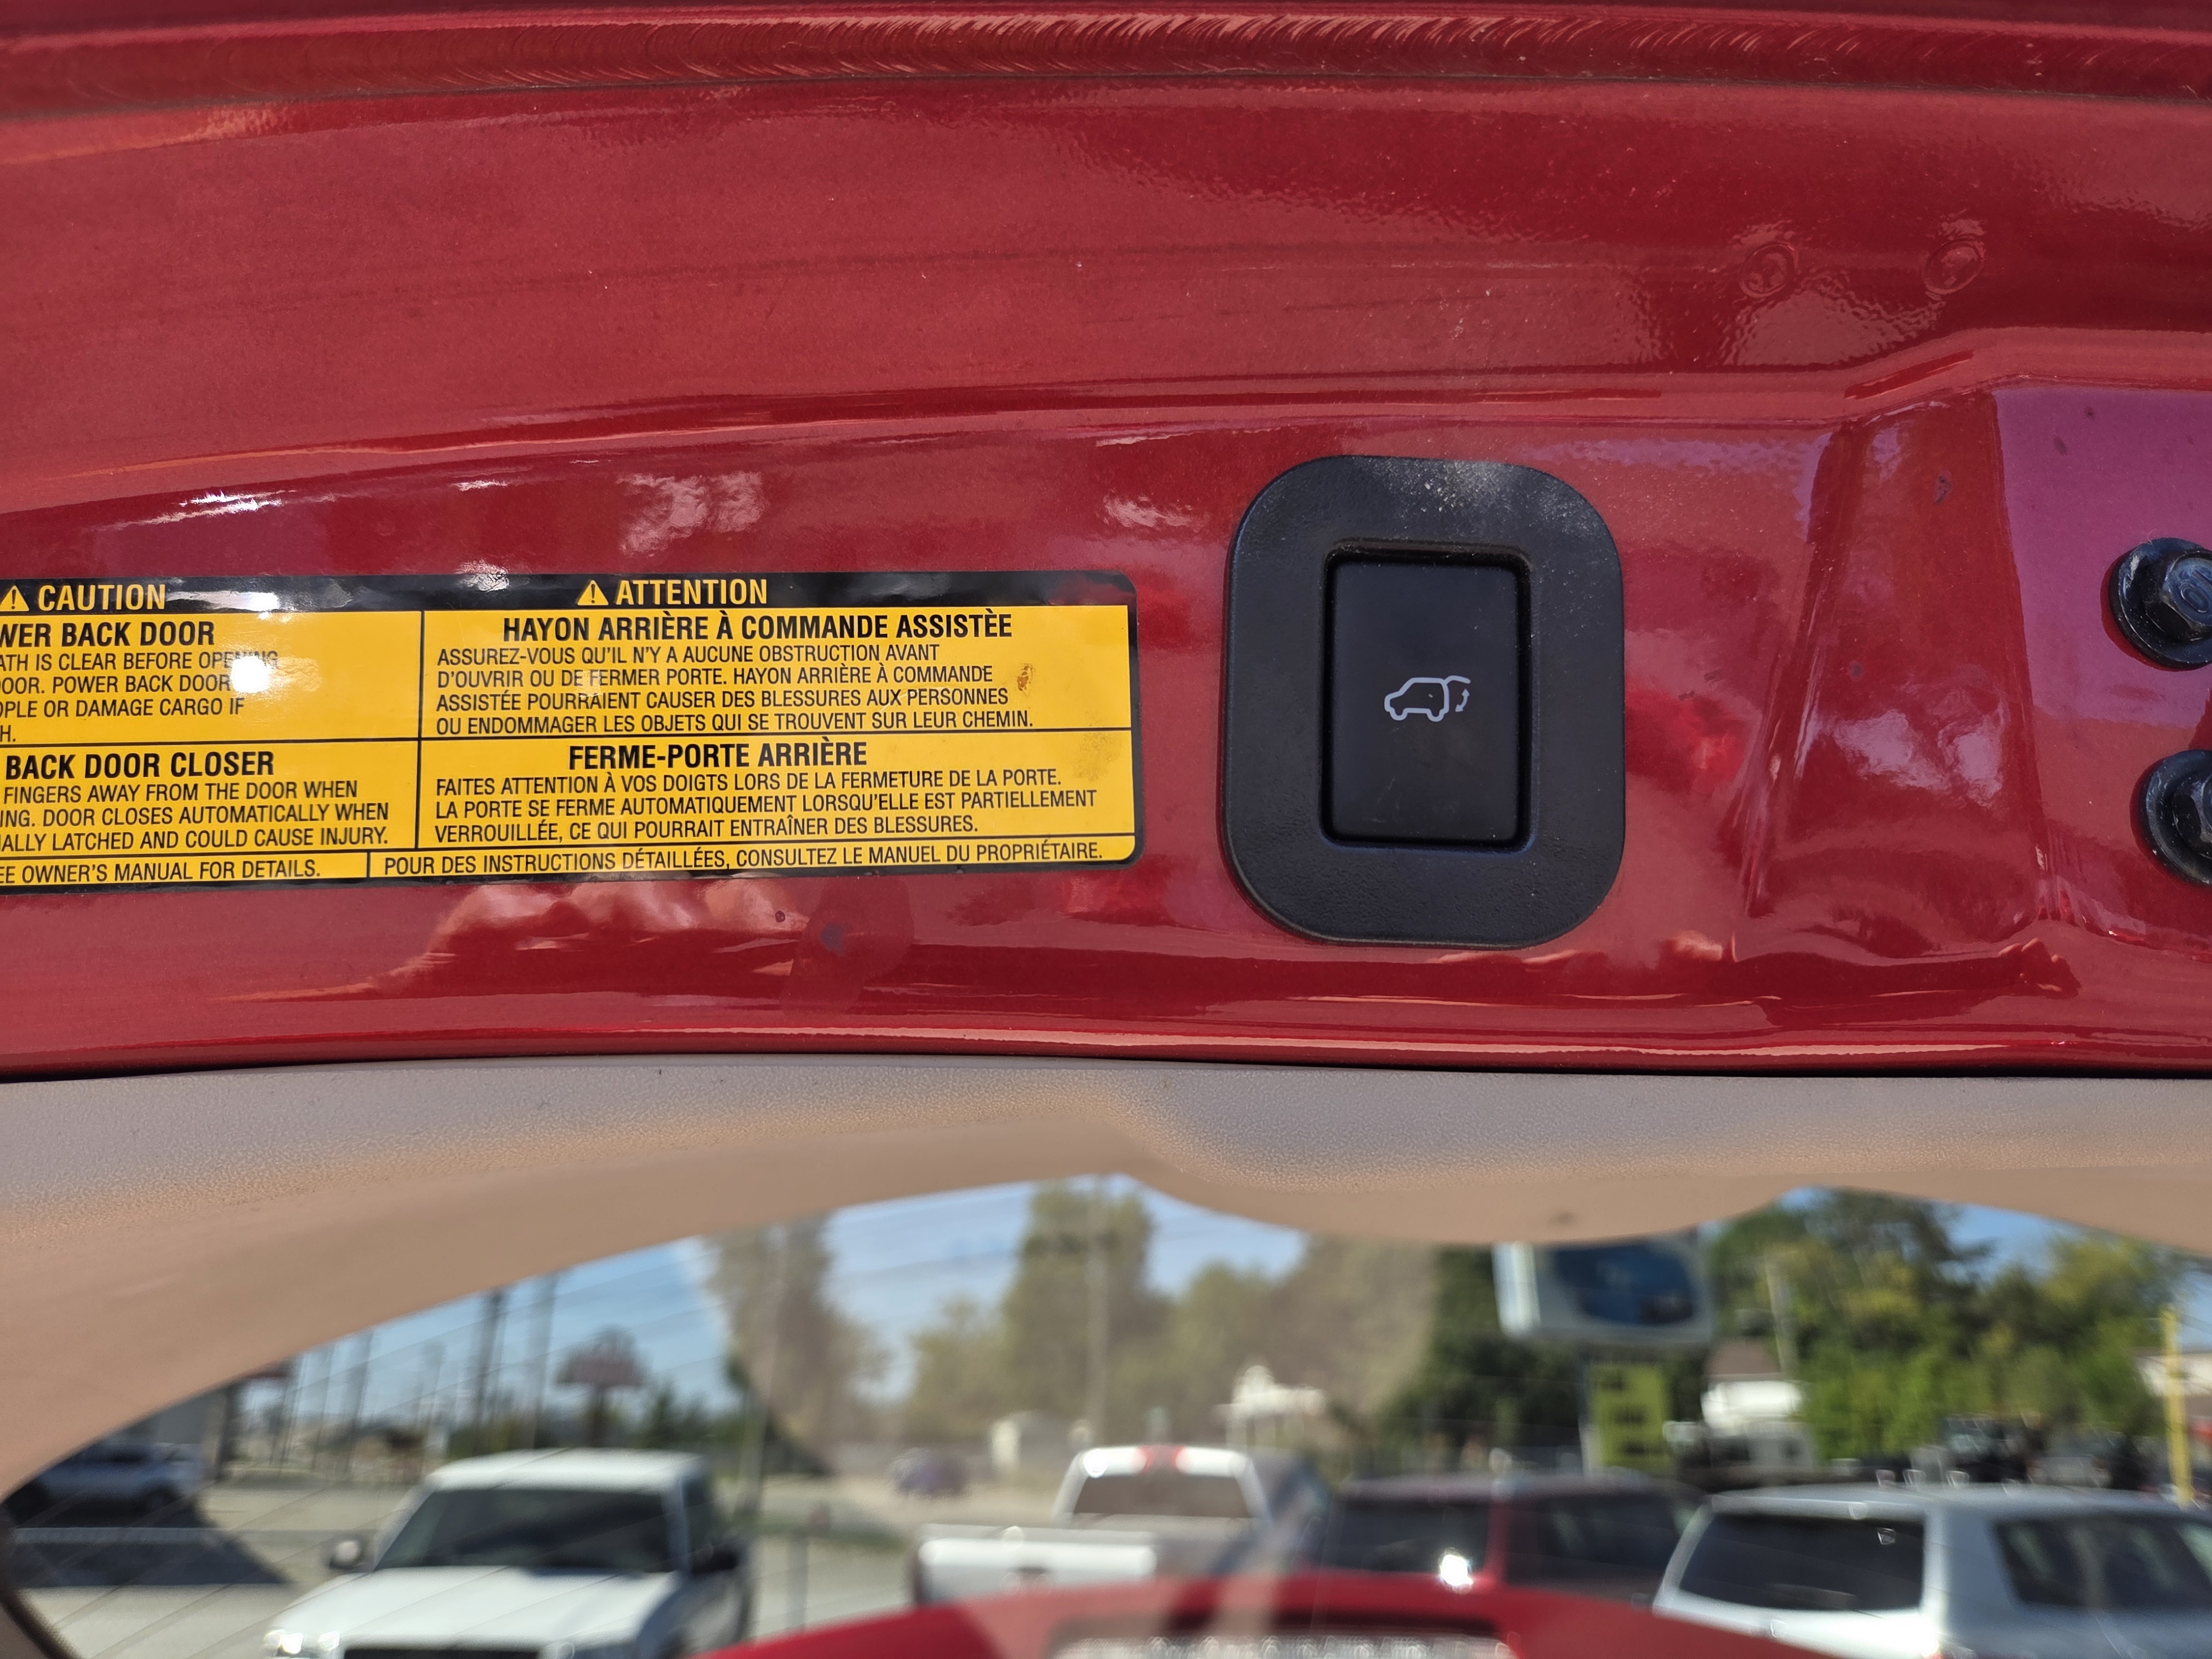 CAUTION
WER BACK DOOR
ATH IS CLEAR BEFORE OPENING
DOOR. POWER BACK DOOR
OPLE OR DAMAGE CARGO IF
H.
BACK DOOR CLOSER
FINGERS AWAY FROM THE DOOR WHEN
ING. DOOR CLOSES AUTOMATICALLY WHEN
IALLY LATCHED AND COULD CAUSE INJURY.
EE OWNER'S MANUAL FOR DETAILS.
ATTENTION
HAYON ARRIÈRE À COMMANDE ASSISTÈE
ASSUREZ-VOUS QU'IL N'Y A AUCUNE OBSTRUCTION AVANT
D'OUVRIR OU DE FERMER PORTE. HAYON ARRIÈRE À COMMANDE
ASSISTÉE POURRAIENT CAUSER DES BLESSURES AUX PERSONNES
OU ENDOMMAGER LES OBJETS QUI SE TROUVENT SUR LEUR CHEMIN.
FERME-PORTE ARRIÈRE
FAITES ATTENTION À VOS DOIGTS LORS DE LA FERMETURE DE LA PORTE.
LA PORTE SE FERME AUTOMATIQUEMENT LORSQU'ELLE EST PARTIELLEMENT
VERROUILLÉE, CE QUI POURRAIT ENTRAÎNER DES BLESSURES.
POUR DES INSTRUCTIONS DÉTAILLÉES, CONSULTEZ LE MANUEL DU PROPRIÉTAIRE.